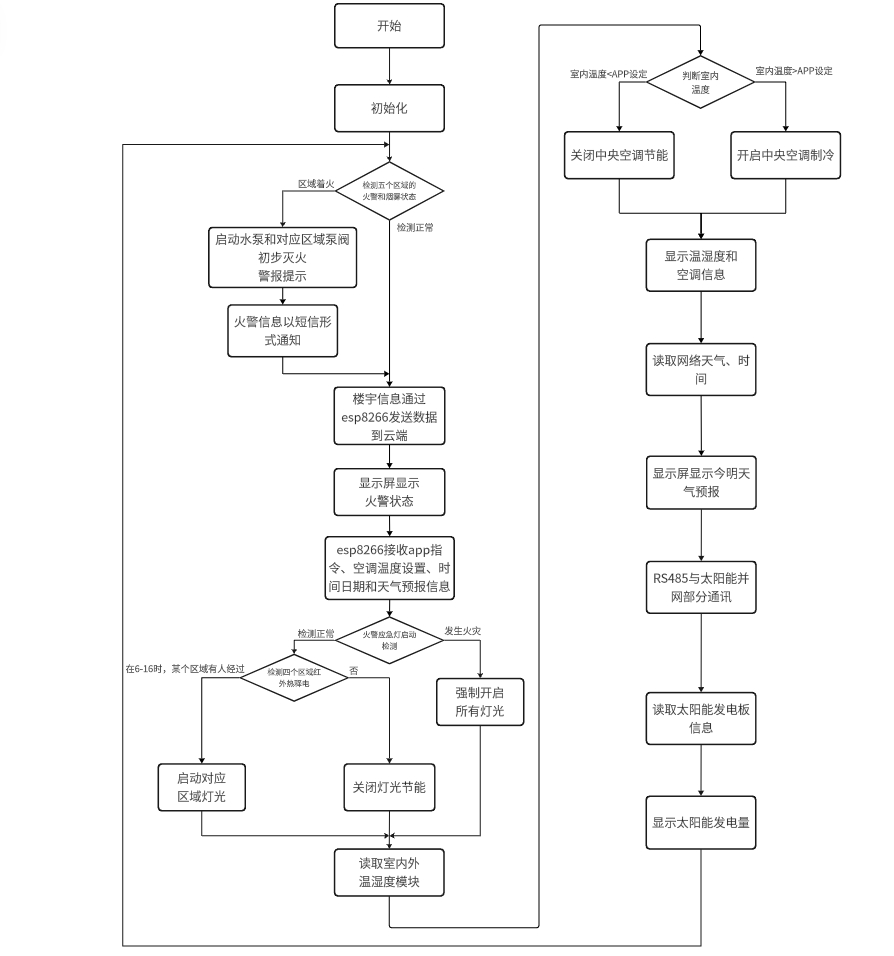 开始
初始化
区域着火
检测五个区域的
火警和烟雾状态
检测正常
启动水泵和对应区域泵阀
初步灭火
警报提示
火警信息以短信形
式通知
楼宇信息通过
esp8266发送数据
到云端
显示屏显示
火警状态
esp8266接收app指
令、空调温度设置、时
间日期和天气预报信息
检测正常
火警应急灯启动
检测
发生火灾
在6-16时，某个区域有人经过
检测四个区域红
外热释电
否
强制开启
所有灯光
启动对应
区域灯光
关闭灯光节能
读取室内外
温湿度模块
室内温度<APP设定
判断室内
温度
室内温度>APP设定
关闭中央空调节能
开启中央空调制冷
显示温湿度和
空调信息
读取网络天气、时
间
显示屏显示今明天
气预报
RS485与太阳能并
网部分通讯
读取太阳能发电板
信息
显示太阳能发电量